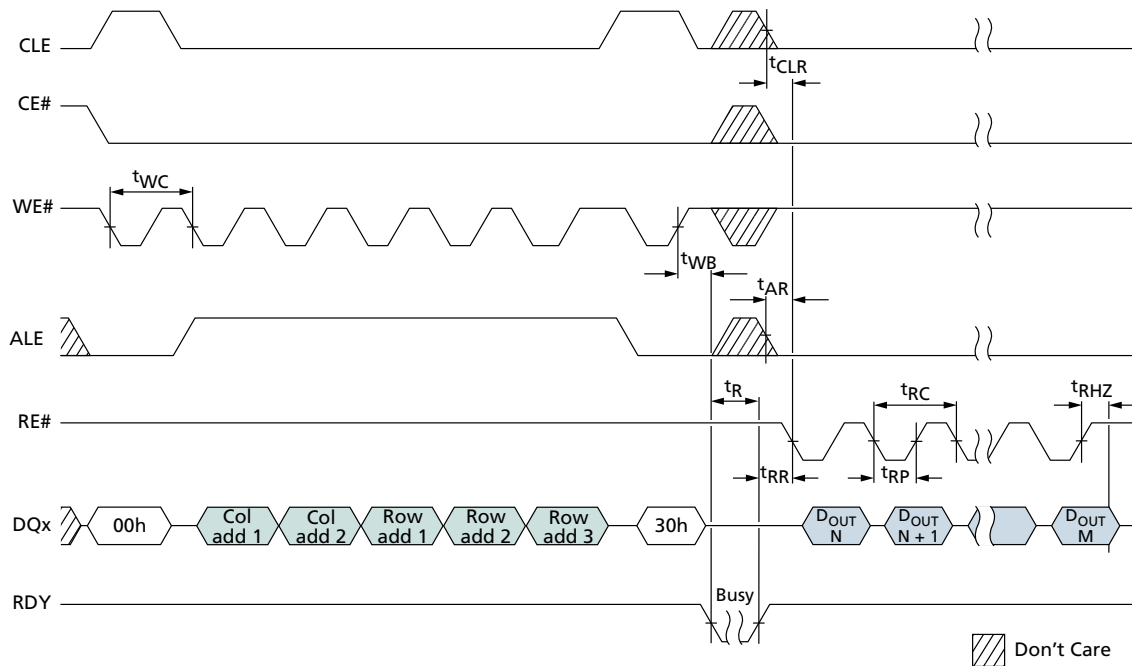 CLE
tCLR
CE#
tWC
WE#
tWB
tAR
ALE
tR
tRC
tRHZ
RE#
tRR
tRP
DQx
00h
Col
add 1
Col
add 2
Row
add 1
Row
add 2
Row
add 3
30h
DOUT
N
DOUT
N + 1
DOUT
M
RDY
Busy
Don't Care